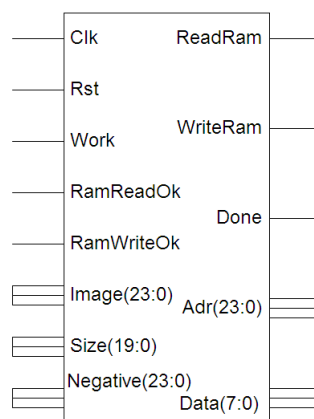 Clk ReadRam
Rst
WriteRam
Work
RamReadOk
Done
RamWriteOk
Image(23:0)
Adr(23:0)
Size(19:0)
Negative(23:0)
Data(7:0)